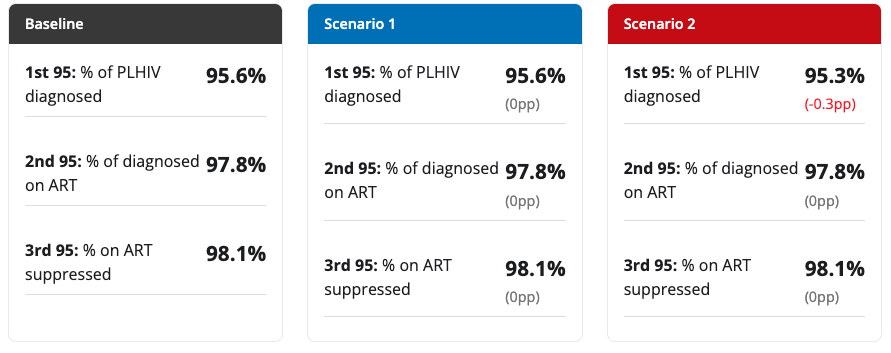 Baseline
1st 95: % of PLHIV
diagnosed
95.6%
2nd 95: % of diagnosed
on ART
97.8%
3rd 95: % on ART
suppressed
98.1%
Scenario 1
1st 95: % of PLHIV
diagnosed
95.6%
(0pp)
2nd 95: % of diagnosed
on ART
97.8%
(0pp)
3rd 95: % on ART
suppressed
98.1%
(0pp)
Scenario 2
1st 95: % of PLHIV
diagnosed
95.3%
(-0.3pp)
2nd 95: % of diagnosed
on ART
97.8%
(0pp)
3rd 95: % on ART
suppressed
98.1%
(0pp)